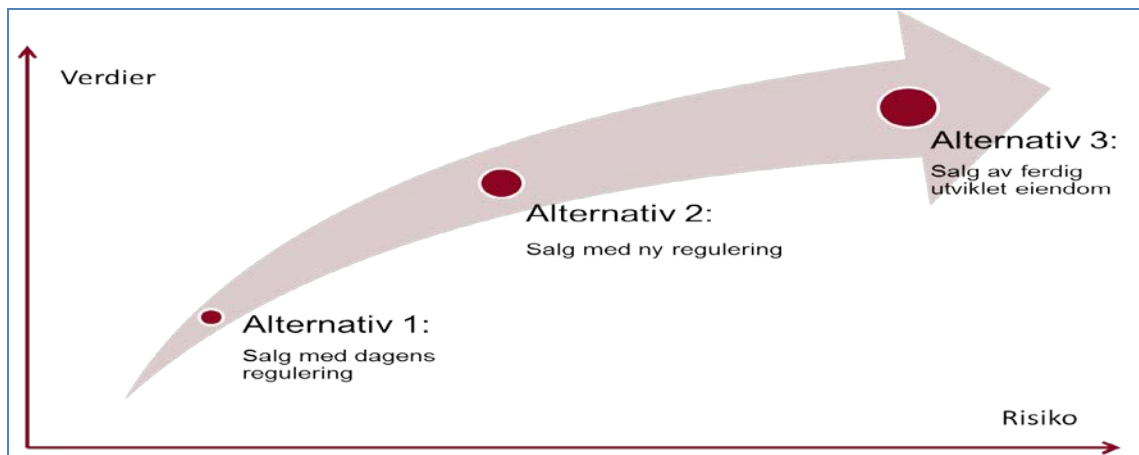 Verdier
Alternativ 3:
Salg av ferdig
utviklet eiendom
Alternativ 2:
Salg med ny regulering
Alternativ 1:
Salg med dagens
regulering
Risiko